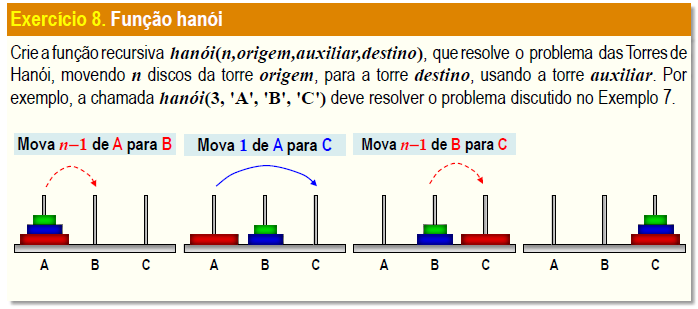 Exercício 8. Função hanói
Crie a função recursiva hanói(n,origem,auxiliar,destino), que resolve o problema das Torres de
Hanói, movendo n discos da torre origem, para a torre destino, usando a torre auxiliar. Por
exemplo, a chamada hanói(3, 'A', 'B', 'C') deve resolver o problema discutido no Exemplo 7.
Mova n–1 de A para B
Mova 1 de A para C
Mova n–1 de B para C
A B C
A B C
A B C
A B C